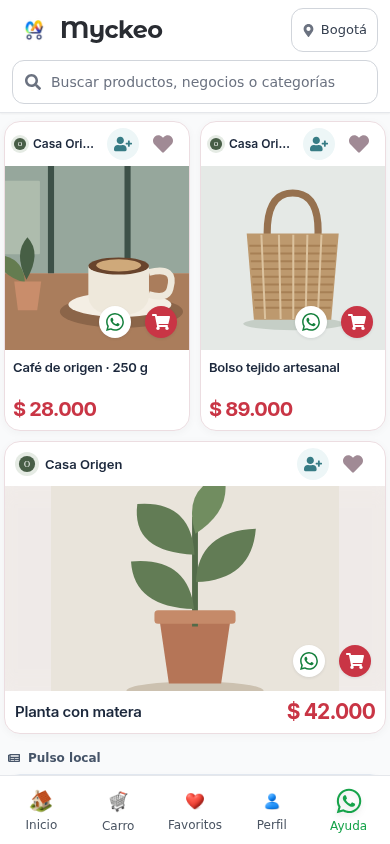 Myckeo
Bogotá
Buscar productos, negocios o categorías
Casa Ori...
Casa Ori...
Café de origen · 250 g
$ 28.000
Bolso tejido artesanal
$ 89.000
Casa Origen
Planta con matera
$ 42.000
Pulso local
Inicio
Carro
Favoritos
Perfil
Ayuda